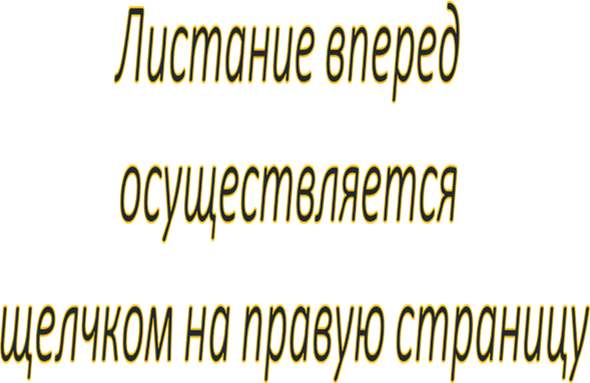 Листание вперед
осуществляется
щелчком на правую страницу